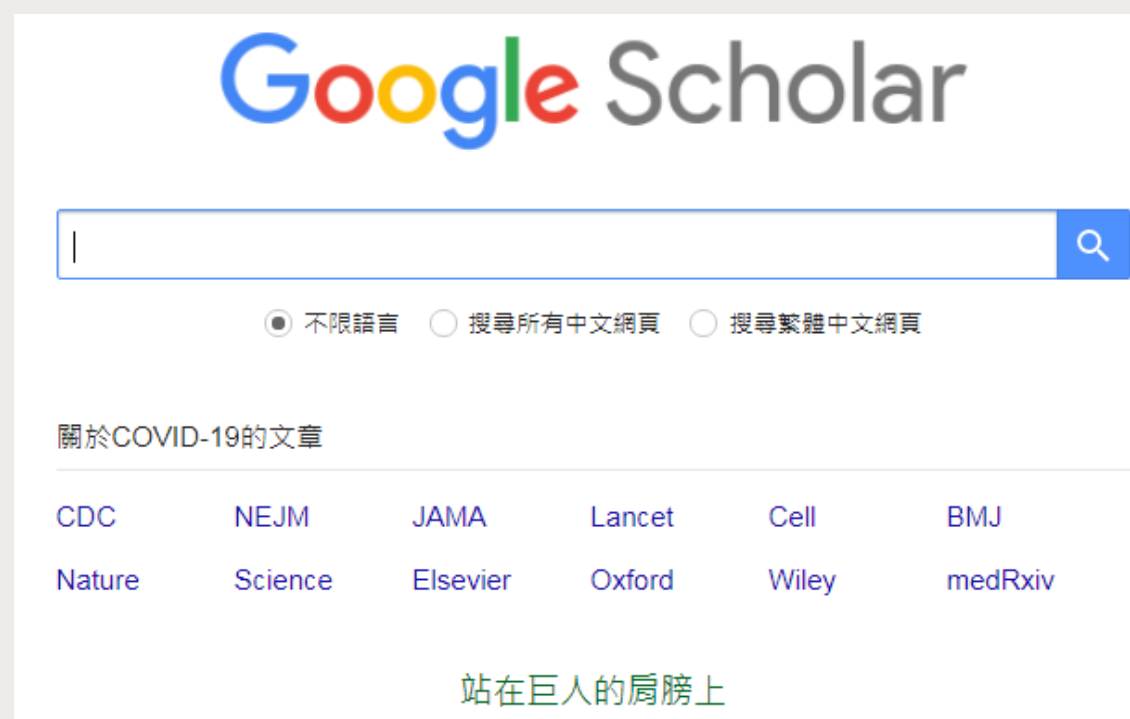 Google Scholar
不限語言 搜尋所有中文網頁 搜尋繁體中文網頁
關於COVID-19的文章
CDC NEJM JAMA Lancet Cell BMJ
Nature Science Elsevier Oxford Wiley medRxiv
站在巨人的肩膀上